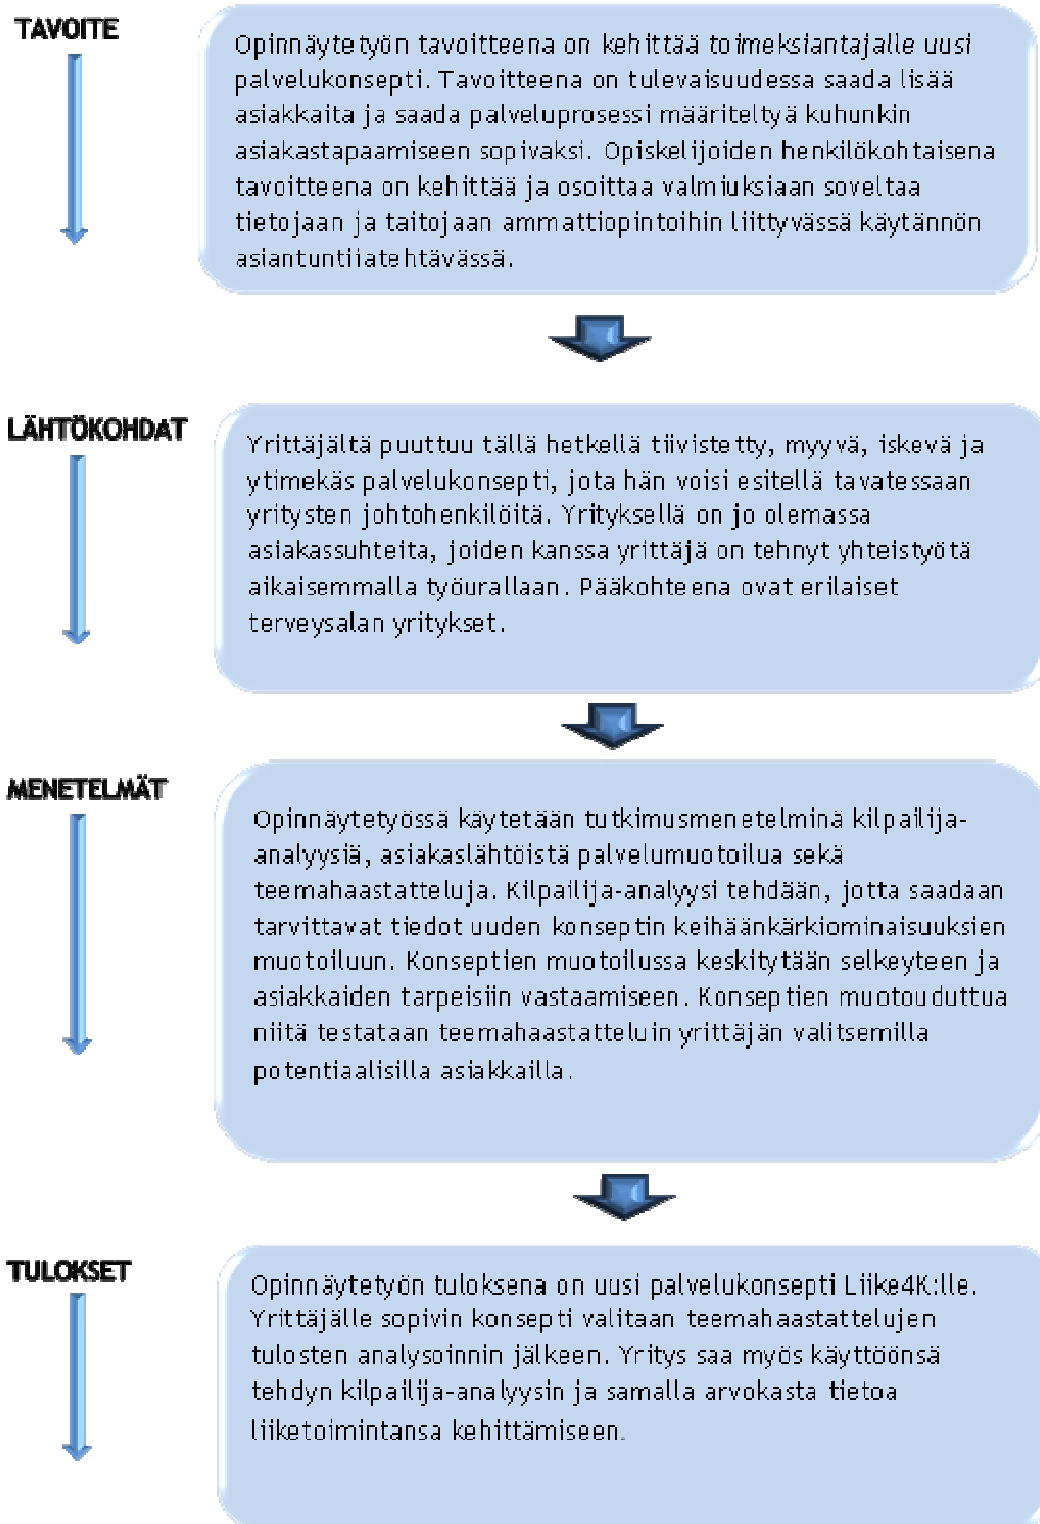 TAVOITE
Opinnäytetyön tavoitteena on kehittää toimeksiantajalle uusi
palvelukonsepti. Tavoitteena on tulevaisuudessa saada lisää
asiakkaita ja saada palveluprosessi määriteltyä kuhunkin
asiakastapaamiseen sopivaksi. Opiskelijoiden henkilökohtaisena
tavoitteena on kehittää ja osoittaa valmiuksiaan soveltaa
tietojaan ja taitojaan ammattiopintoihin liittyvässä käytännön
asiantuntijatehtävässä.
LÄHTÖKOHDAT
Yrittäjältä puuttuu tällä hetkellä tiivistetty, myyvä, iskevä ja
ytimekäs palvelukonsepti, jota hän voisi esitellä tavatessaan
yritysten johtohenkilöitä. Yrityksellä on jo olemassa
asiakassuhteita, joiden kanssa yrittäjä on tehnyt yhteistyötä
aikaisemmalla työurallaan. Pääkohteena ovat erilaiset
terveysalan yritykset.
MENETELMÄT
Opinnäytetyössä käytetään tutkimusmenetelminä kilpailija-
analyysiä, asiakaslähtöistä palvelumuotoilua sekä
teemahaastatteluja. Kilpailija-analyysi tehdään, jotta saadaan
tarvittavat tiedot uuden konseptin keihäänkärkiominaisuuksien
muotoiluun. Konseptien muotoilussa keskitytään selkeyteen ja
asiakkaiden tarpeisiin vastaamiseen. Konseptien muotouduttua
niitä testataan teemahaastatteluin yrittäjän valitsemilla
potentiaalisilla asiakkailla.
TULOKSET
Opinnäytetyön tuloksena on uusi palvelukonsepti Liike4K:lle.
Yrittäjälle sopivin konsepti valitaan teemahaastattelujen
tulosten analysoinnin jälkeen. Yritys saa myös käyttöönsä
tehdyn kilpailija-analyysin ja samalla arvokasta tietoa
liiketoimintansa kehittämiseen.